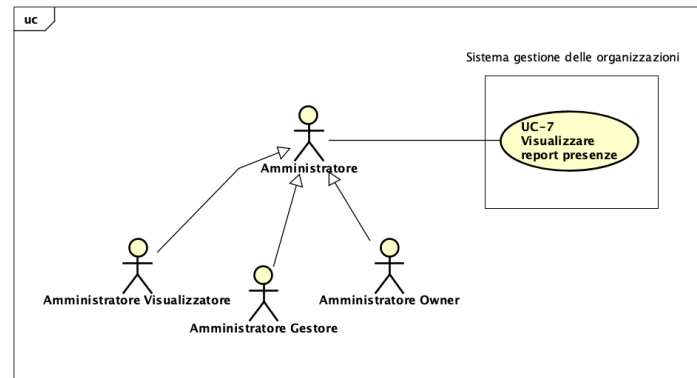 uc
Sistema gestione delle organizzazioni
UC-7
Visualizzare
report presenze
Amministratore
Amministratore Visualizzatore
Amministratore Owner
Amministratore Gestore